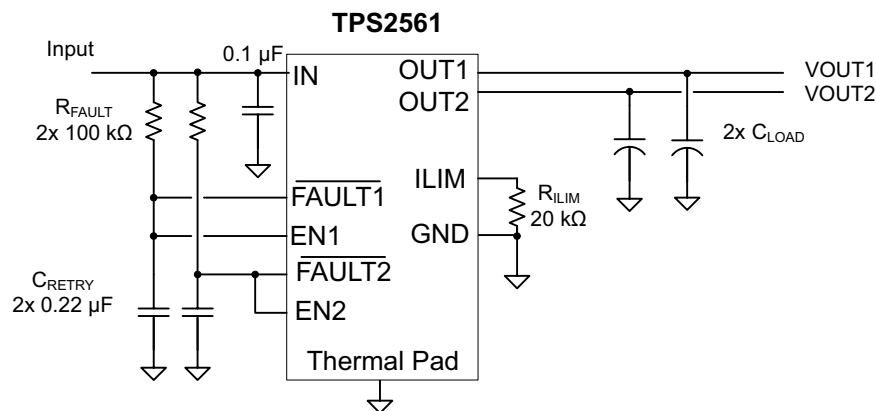 TPS2561
Input
0.1 µF
IN
OUT1
VOUT1
OUT2
VOUT2
RFAULT
2x 100 kΩ
2x CLOAD
ILIM
RILIM
20 kΩ
FAULT1
GND
EN1
FAULT2
CRETRY
2x 0.22 µF
EN2
Thermal Pad